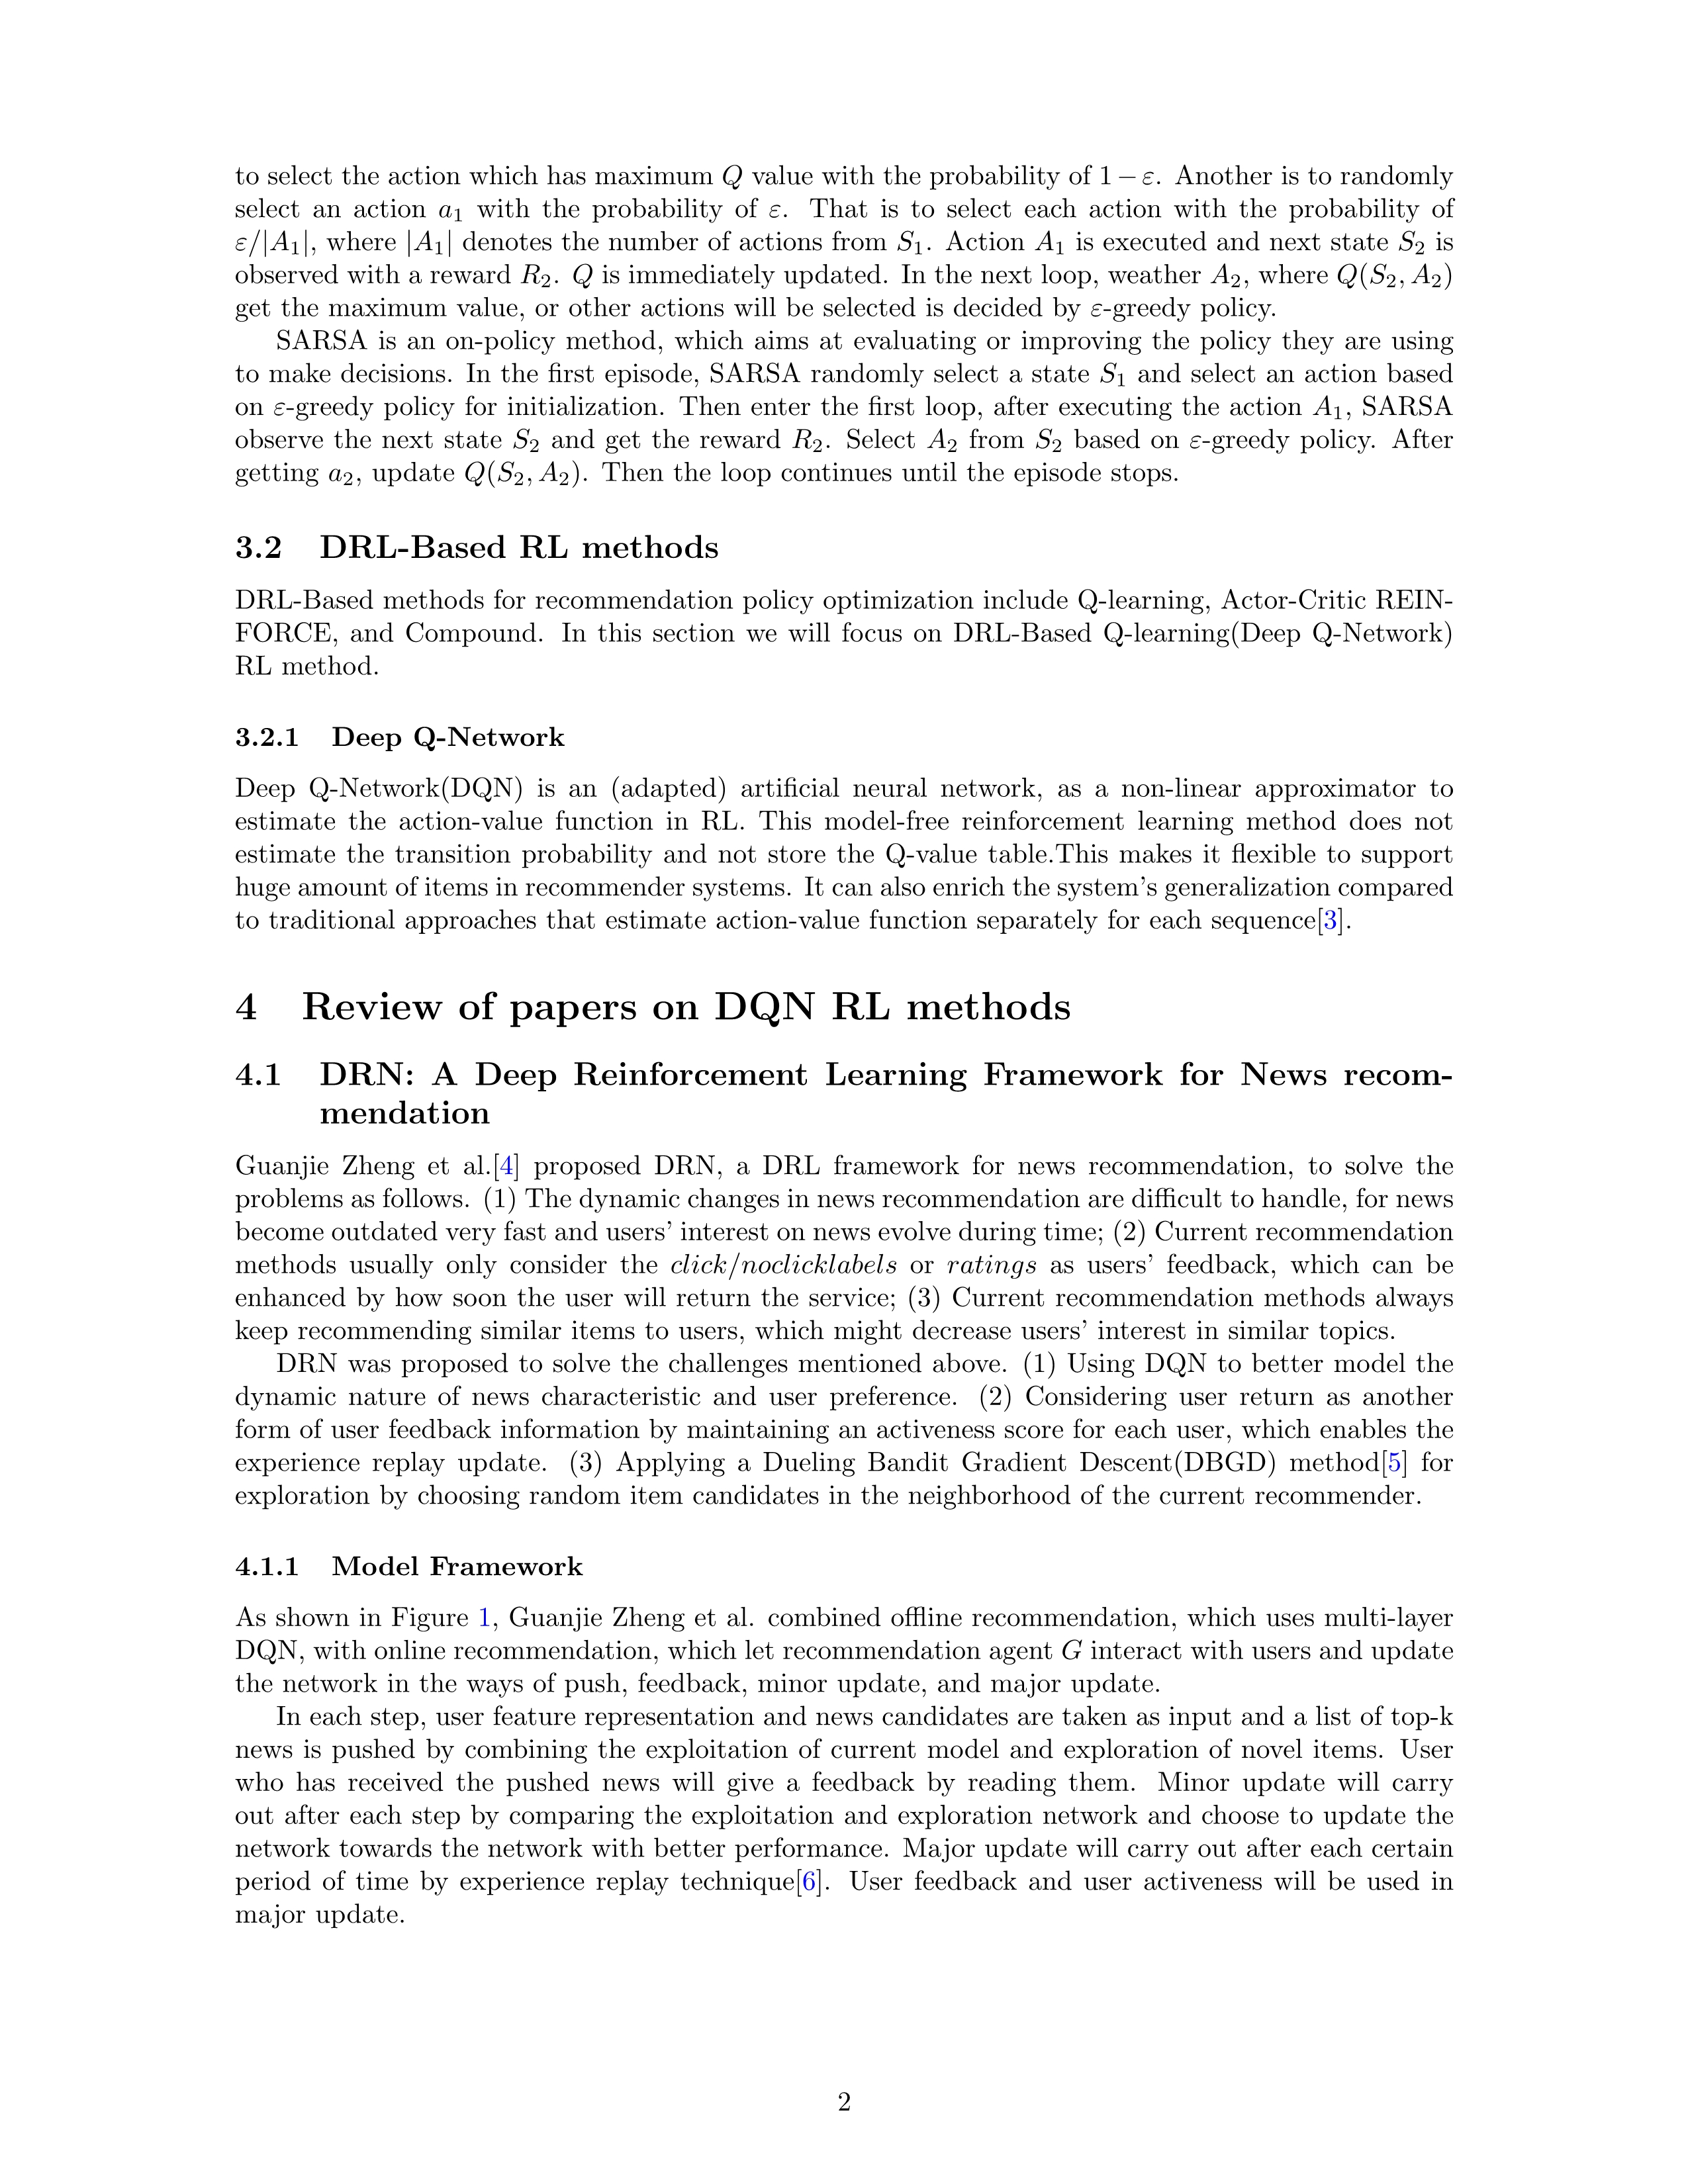 to select the action which has maximum Q value with the probability of 1 − ε. Another is to randomly
select an action a₁ with the probability of ε. That is to select each action with the probability of
ε/|A₁|, where |A₁| denotes the number of actions from S₁. Action A₁ is executed and next state S₂ is
observed with a reward R₂. Q is immediately updated. In the next loop, weather A₂, where Q(S₂, A₂)
get the maximum value, or other actions will be selected is decided by ε-greedy policy.
SARSA is an on-policy method, which aims at evaluating or improving the policy they are using
to make decisions. In the first episode, SARSA randomly select a state S₁ and select an action based
on ε-greedy policy for initialization. Then enter the first loop, after executing the action A₁, SARSA
observe the next state S₂ and get the reward R₂. Select A₂ from S₂ based on ε-greedy policy. After
getting a₂, update Q(S₂, A₂). Then the loop continues until the episode stops.
3.2 DRL-Based RL methods
DRL-Based methods for recommendation policy optimization include Q-learning, Actor-Critic REIN-
FORCE, and Compound. In this section we will focus on DRL-Based Q-learning(Deep Q-Network)
RL method.
3.2.1 Deep Q-Network
Deep Q-Network(DQN) is an (adapted) artificial neural network, as a non-linear approximator to
estimate the action-value function in RL. This model-free reinforcement learning method does not
estimate the transition probability and not store the Q-value table.This makes it flexible to support
huge amount of items in recommender systems. It can also enrich the system's generalization compared
to traditional approaches that estimate action-value function separately for each sequence[3].
4 Review of papers on DQN RL methods
4.1 DRN: A Deep Reinforcement Learning Framework for News recom-
mendation
Guanjie Zheng et al.[4] proposed DRN, a DRL framework for news recommendation, to solve the
problems as follows. (1) The dynamic changes in news recommendation are difficult to handle, for news
become outdated very fast and users' interest on news evolve during time; (2) Current recommendation
methods usually only consider the click/noclicklabels or ratings as users' feedback, which can be
enhanced by how soon the user will return the service; (3) Current recommendation methods always
keep recommending similar items to users, which might decrease users' interest in similar topics.
DRN was proposed to solve the challenges mentioned above. (1) Using DQN to better model the
dynamic nature of news characteristic and user preference. (2) Considering user return as another
form of user feedback information by maintaining an activeness score for each user, which enables the
experience replay update. (3) Applying a Dueling Bandit Gradient Descent(DBGD) method[5] for
exploration by choosing random item candidates in the neighborhood of the current recommender.
4.1.1 Model Framework
As shown in Figure 1, Guanjie Zheng et al. combined offline recommendation, which uses multi-layer
DQN, with online recommendation, which let recommendation agent G interact with users and update
the network in the ways of push, feedback, minor update, and major update.
In each step, user feature representation and news candidates are taken as input and a list of top-k
news is pushed by combining the exploitation of current model and exploration of novel items. User
who has received the pushed news will give a feedback by reading them. Minor update will carry
out after each step by comparing the exploitation and exploration network and choose to update the
network towards the network with better performance. Major update will carry out after each certain
period of time by experience replay technique[6]. User feedback and user activeness will be used in
major update.
2